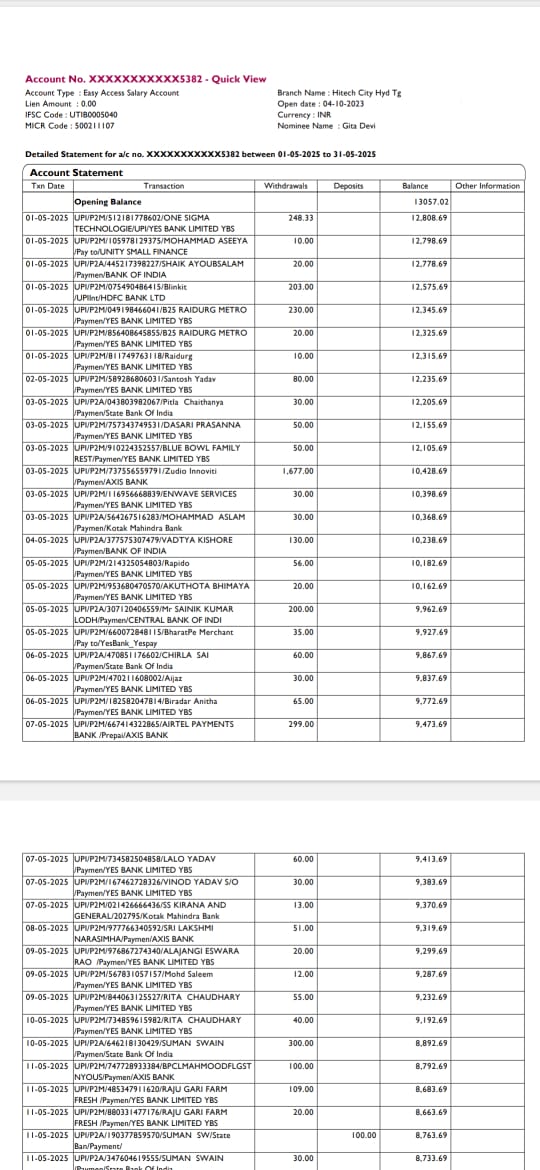 Account No. XXXXXXXXXXX5382 - Quick View
Account Type : Easy Access Salary Account
Branch Name : Hitech City Hyd Tg
Lien Amount : 0.00
Open date : 04-10-2023
IFSC Code : UTIB0005040
Currency : INR
MICR Code : 500211107
Nominee Name : Gita Devi
Detailed Statement for a/c no. XXXXXXXXXXX5382 between 01-05-2025 to 31-05-2025
Account Statement
Txn Date Transaction Withdrawals Deposits Balance Other Information
Opening Balance 13057.02
01-05-2025 UPI/P2M/512181778602/ONE SIGMA 248.33 12,808.69
TECHNOLOGIE/UPI/YES BANK LIMITED YBS
01-05-2025 UPI/P2M/105978129375/MOHAMMAD ASEEYA 10.00 12,798.69
/Pay to/UNITY SMALL FINANCE
01-05-2025 UPI/P2A/445217398227/SHAIK AYOUBSALAM 20.00 12,778.69
/Paymen/BANK OF INDIA
01-05-2025 UPI/P2M/075490486415/Blinkit 203.00 12,575.69
/UPIInt/HDFC BANK LTD
01-05-2025 UPI/P2M/049198466041/B25 RAIDURG METRO 230.00 12,345.69
/Paymen/YES BANK LIMITED YBS
01-05-2025 UPI/P2M/856408645855/B25 RAIDURG METRO 20.00 12,325.69
/Paymen/YES BANK LIMITED YBS
01-05-2025 UPI/P2M/811749763118/Raidurg 10.00 12,315.69
/Paymen/YES BANK LIMITED YBS
02-05-2025 UPI/P2M/589286806031/Santosh Yadav 80.00 12,235.69
/Paymen/YES BANK LIMITED YBS
03-05-2025 UPI/P2A/043803982067/Pitla Chaithanya 30.00 12,205.69
/Paymen/State Bank Of India
03-05-2025 UPI/P2M/757343749531/DASARI PRASANNA 50.00 12,155.69
/Paymen/YES BANK LIMITED YBS
03-05-2025 UPI/P2M/910224352557/BLUE BOWL FAMILY 50.00 12,105.69
REST/Paymen/YES BANK LIMITED YBS
03-05-2025 UPI/P2M/737556559791/Zudio Innoviti 1,677.00 10,428.69
/Paymen/AXIS BANK
03-05-2025 UPI/P2M/116956668839/ENWAVE SERVICES 30.00 10,398.69
/Paymen/YES BANK LIMITED YBS
03-05-2025 UPI/P2A/564267516283/MOHAMMAD ASLAM 30.00 10,368.69
/Paymen/Kotak Mahindra Bank
04-05-2025 UPI/P2A/377575307479/VADTYA KISHORE 130.00 10,238.69
/Paymen/BANK OF INDIA
05-05-2025 UPI/P2M/214325054803/Rapido 56.00 10,182.69
/Paymen/YES BANK LIMITED YBS
05-05-2025 UPI/P2M/953680470570/AKUTHOTA BHIMAYA 20.00 10,162.69
/Paymen/YES BANK LIMITED YBS
05-05-2025 UPI/P2A/307120406559/Mr SAINIK KUMAR 200.00 9,962.69
LODH/Paymen/CENTRAL BANK OF INDI
05-05-2025 UPI/P2M/660072848115/BharatPe Merchant 35.00 9,927.69
/Pay to/YesBank_Yespay
06-05-2025 UPI/P2A/470851176602/CHIRLA SAI 60.00 9,867.69
/Paymen/State Bank Of India
06-05-2025 UPI/P2M/470211608002/Aijaz 30.00 9,837.69
/Paymen/YES BANK LIMITED YBS
06-05-2025 UPI/P2M/182582047814/Biradar Anitha 65.00 9,772.69
/Paymen/YES BANK LIMITED YBS
07-05-2025 UPI/P2M/667414322865/AIRTEL PAYMENTS 299.00 9,473.69
BANK /Prepai/AXIS BANK
07-05-2025 UPI/P2M/734582504858/LALO YADAV 60.00 9,413.69
/Paymen/YES BANK LIMITED YBS
07-05-2025 UPI/P2M/167462728326/VINOD YADAV S/O 30.00 9,383.69
/Paymen/YES BANK LIMITED YBS
07-05-2025 UPI/P2M/021426666436/SS KIRANA AND 13.00 9,370.69
GENERAL/202795/Kotak Mahindra Bank
08-05-2025 UPI/P2M/977766340592/SRI LAKSHMI 51.00 9,319.69
NARASIMHA/Paymen/AXIS BANK
09-05-2025 UPI/P2M/976867274340/ALAJANGI ESWARA 20.00 9,299.69
RAO /Paymen/YES BANK LIMITED YBS
09-05-2025 UPI/P2M/567831057157/Mohd Saleem 12.00 9,287.69
/Paymen/YES BANK LIMITED YBS
09-05-2025 UPI/P2M/844063125527/RITA CHAUDHARY 55.00 9,232.69
/Paymen/YES BANK LIMITED YBS
10-05-2025 UPI/P2M/734859615982/RITA CHAUDHARY 40.00 9,192.69
/Paymen/YES BANK LIMITED YBS
10-05-2025 UPI/P2A/646218130429/SUMAN SWAIN 300.00 8,892.69
/Paymen/State Bank Of India
11-05-2025 UPI/P2M/747728933384/BPCLMAHMOODFLGST 100.00 8,792.69
NYOUS/Paymen/AXIS BANK
11-05-2025 UPI/P2M/485347911620/RAJU GARI FARM 109.00 8,683.69
FRESH /Paymen/YES BANK LIMITED YBS
11-05-2025 UPI/P2M/880331477176/RAJU GARI FARM 20.00 8,663.69
FRESH /Paymen/YES BANK LIMITED YBS
11-05-2025 UPI/P2A/190377859570/SUMAN SW/State 100.00 8,763.69
Ban/Payment/
11-05-2025 UPI/P2A/347604619555/SUMAN SWAIN 30.00 8,733.69
/Paymen/State Bank Of India